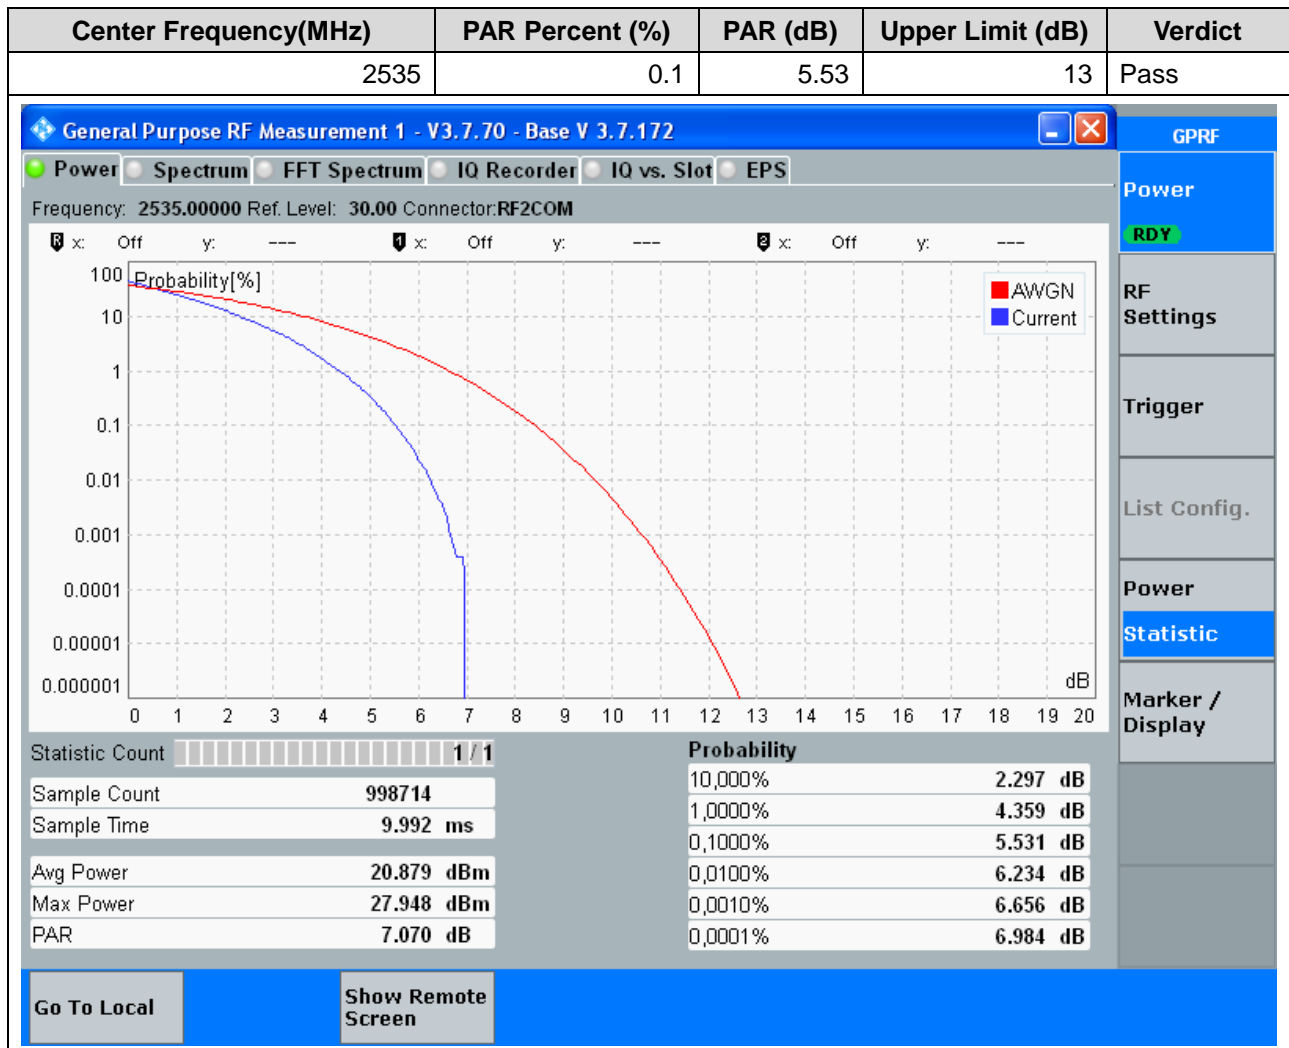 Center Frequency(MHz) PAR Percent (%) PAR (dB) Upper Limit (dB) Verdict
2535 0.1 5.53 13 Pass
General Purpose RF Measurement 1 - V3.7.70 - Base V 3.7.172
GPRF
Power Spectrum FFT Spectrum IQ Recorder IQ vs. Slot EPS
Frequency: 2535.00000 Ref. Level: 30.00 Connector:RF2COM
R x: Off y: --- 1 x: Off y: --- 2 x: Off y: ---
Probability[%]
AWGN
Current
100
10
1
0.1
0.01
0.001
0.0001
0.00001
0.000001
dB
0 1 2 3 4 5 6 7 8 9 10 11 12 13 14 15 16 17 18 19 20
Statistic Count 1 / 1
Sample Count 998714
Sample Time 9.992 ms
Avg Power 20.879 dBm
Max Power 27.948 dBm
PAR 7.070 dB
Probability
10,000% 2.297 dB
1,0000% 4.359 dB
0,1000% 5.531 dB
0,0100% 6.234 dB
0,0010% 6.656 dB
0,0001% 6.984 dB
Power
RDY
RF
Settings
Trigger
List Config.
Power
Statistic
Marker /
Display
Go To Local
Show Remote
Screen